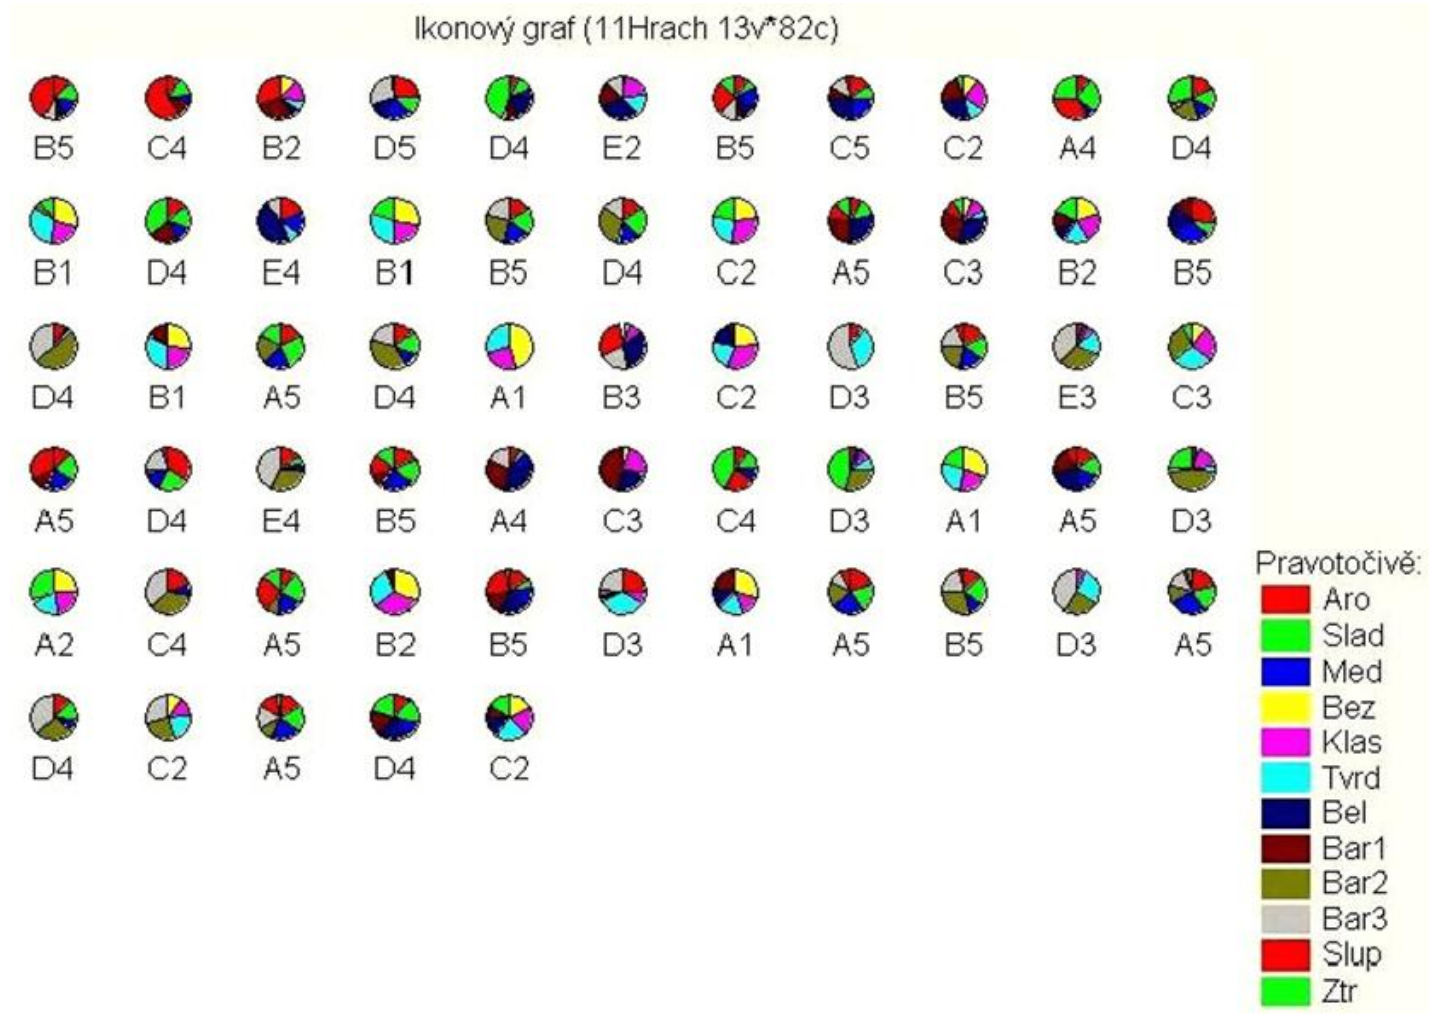 Ikonový graf (11Hrach 13v*82c)
B5 C4 B2 D5 D4 E2 B5 C5 C2 A4 D4
B1 D4 E4 B1 B5 D4 C2 A5 C3 B2 B5
D4 B1 A5 D4 A1 B3 C2 D3 B5 E3 C3
A5 D4 E4 B5 A4 C3 C4 D3 A1 A5 D3
A2 C4 A5 B2 B5 D3 A1 A5 B5 D3 A5
D4 C2 A5 D4 C2
Pravotočivě:
Aro
Slad
Med
Bez
Klas
Tvrd
Bel
Bar1
Bar2
Bar3
Slup
Ztr